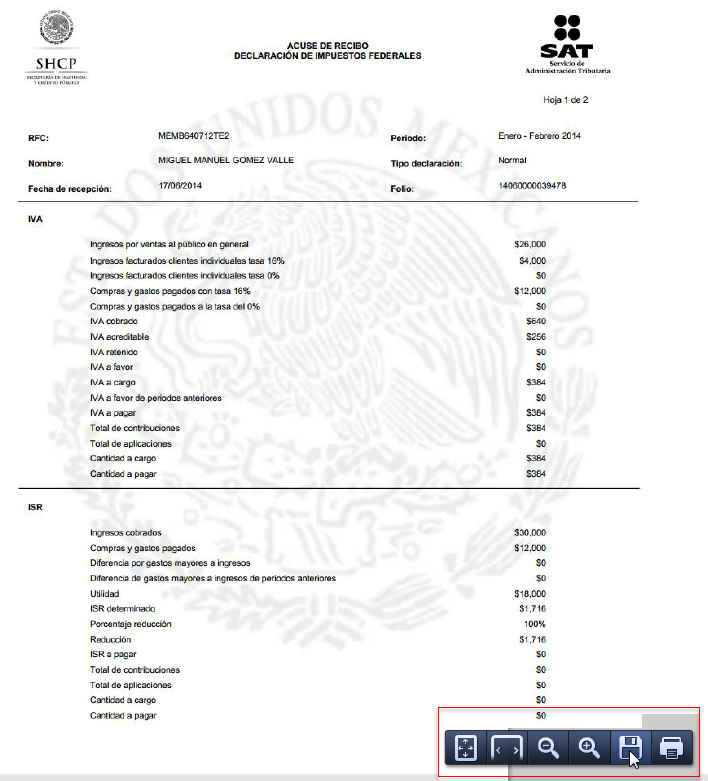 SHCP
SECRETARÍA DE HACIENDA
Y CRÉDITO PÚBLICO
ACUSE DE RECIBO
DECLARACIÓN DE IMPUESTOS FEDERALES
SAT
Servicio de
Administración Tributaria
Hoja 1 de 2
ESTADOS UNIDOS MEXICANOS
RFC: MEMB640712TE2 Periodo: Enero - Febrero 2014
Nombre: MIGUEL MANUEL GOMEZ VALLE Tipo declaración: Normal
Fecha de recepción: 17/06/2014 Folio: 14060000039478
IVA
Ingresos por ventas al público en general $26,000
Ingresos facturados clientes individuales tasa 16% $4,000
Ingresos facturados clientes individuales tasa 0% $0
Compras y gastos pagados con tasa 16% $12,000
Compras y gastos pagados a la tasa del 0% $0
IVA cobrado $640
IVA acreditable $256
IVA retenido $0
IVA a favor $0
IVA a cargo $384
IVA a favor de periodos anteriores $0
IVA a pagar $384
Total de contribuciones $384
Total de aplicaciones $0
Cantidad a cargo $384
Cantidad a pagar $384
ISR
Ingresos cobrados $30,000
Compras y gastos pagados $12,000
Diferencia por gastos mayores a ingresos $0
Diferencia de gastos mayores a ingresos de periodos anteriores $0
Utilidad $18,000
ISR determinado $1,716
Porcentaje reducción 100%
Reducción $1,716
ISR a pagar $0
Total de contribuciones $0
Total de aplicaciones $0
Cantidad a cargo $0
Cantidad a pagar $0